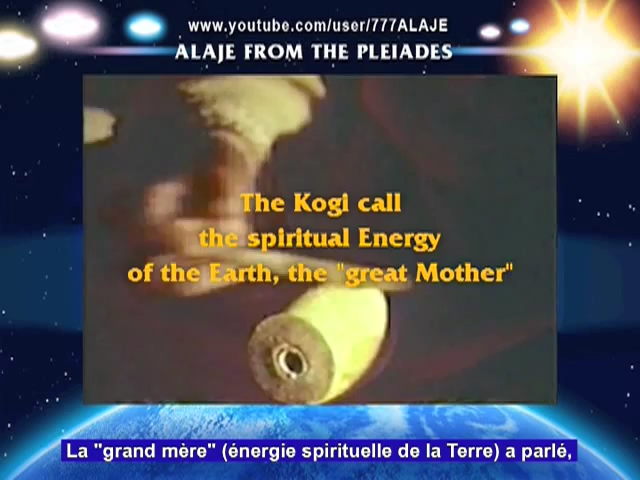 www.youtube.com/user/777ALAJE
ALAJE FROM THE PLEIADES
The Kogi call
the spiritual Energy
of the Earth, the "great Mother"
La "grand mère" (énergie spirituelle de la Terre) a parlé,